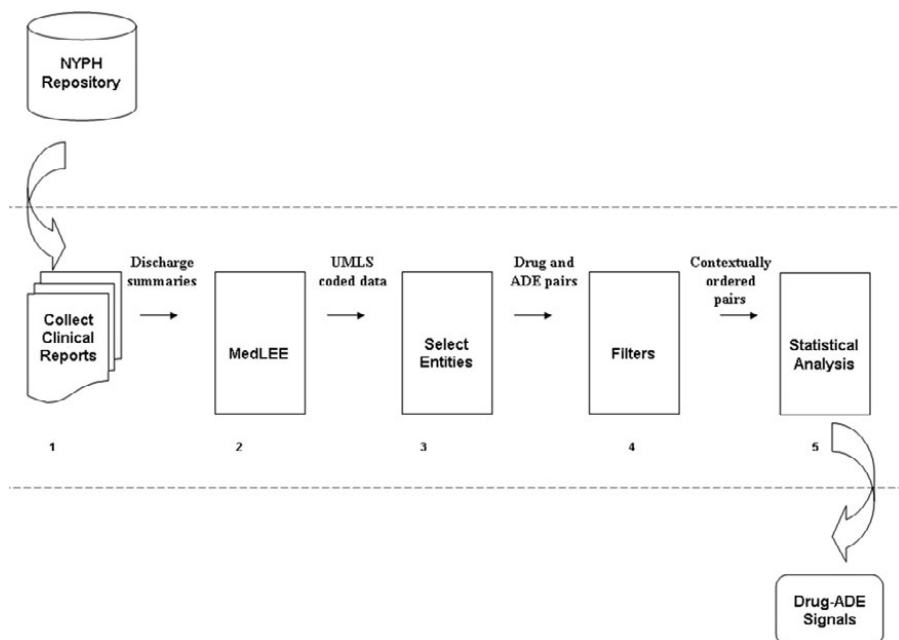 NYPH
Repository
Discharge
summaries
UMLS
coded data
Drug and
ADE pairs
Contextually
ordered
pairs
Collect
Clinical
Reports
MedLEE
Select
Entities
Filters
Statistical
Analysis
1
2
3
4
5
Drug-ADE
Signals